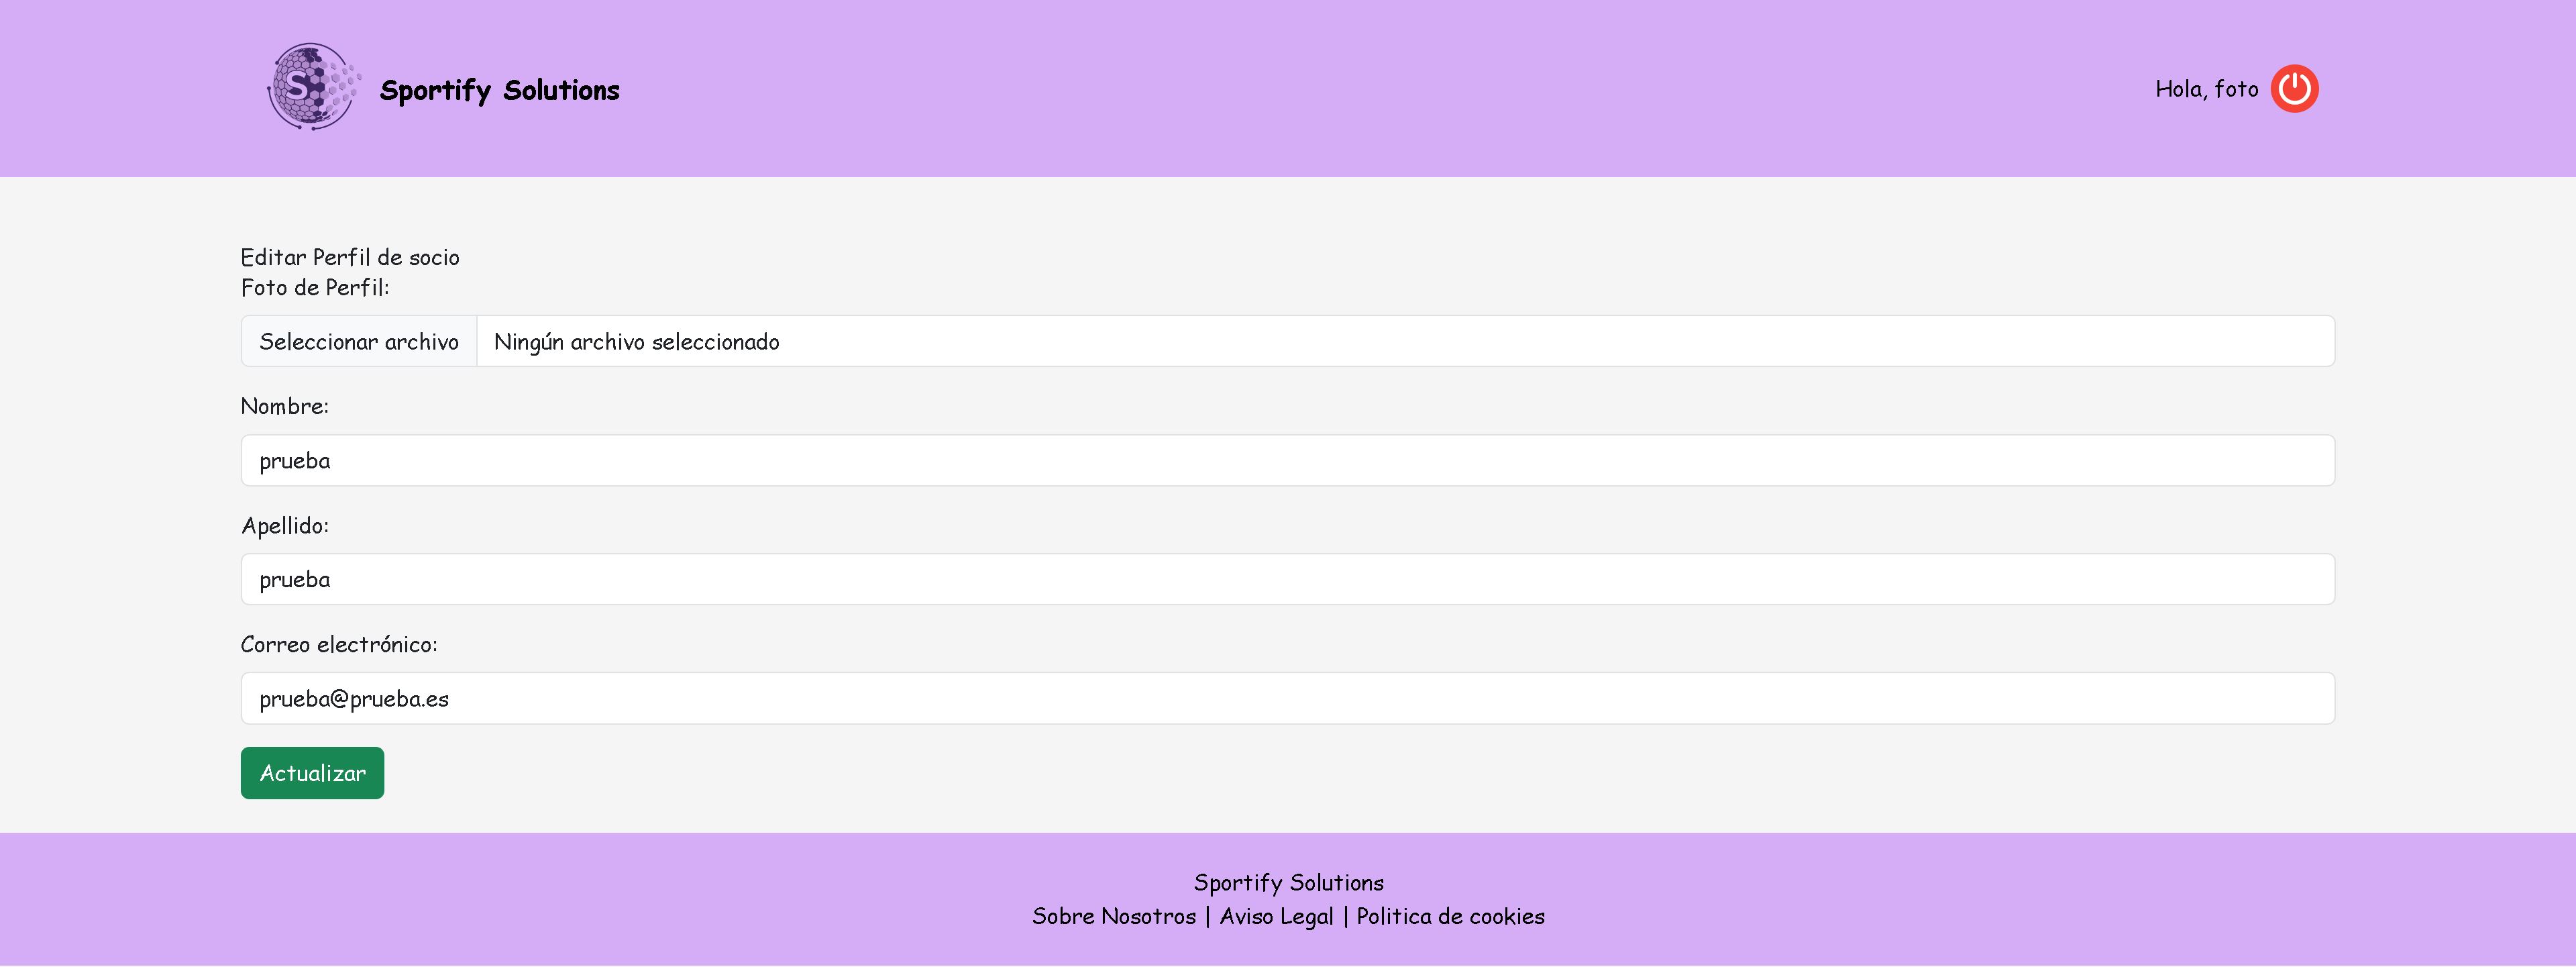 S
Sportify Solutions
Hola, foto
Editar Perfil de socio
Foto de Perfil:
Seleccionar archivo Ningún archivo seleccionado
Nombre:
prueba
Apellido:
prueba
Correo electrónico:
prueba@prueba.es
Actualizar
Sportify Solutions
Sobre Nosotros | Aviso Legal | Politica de cookies